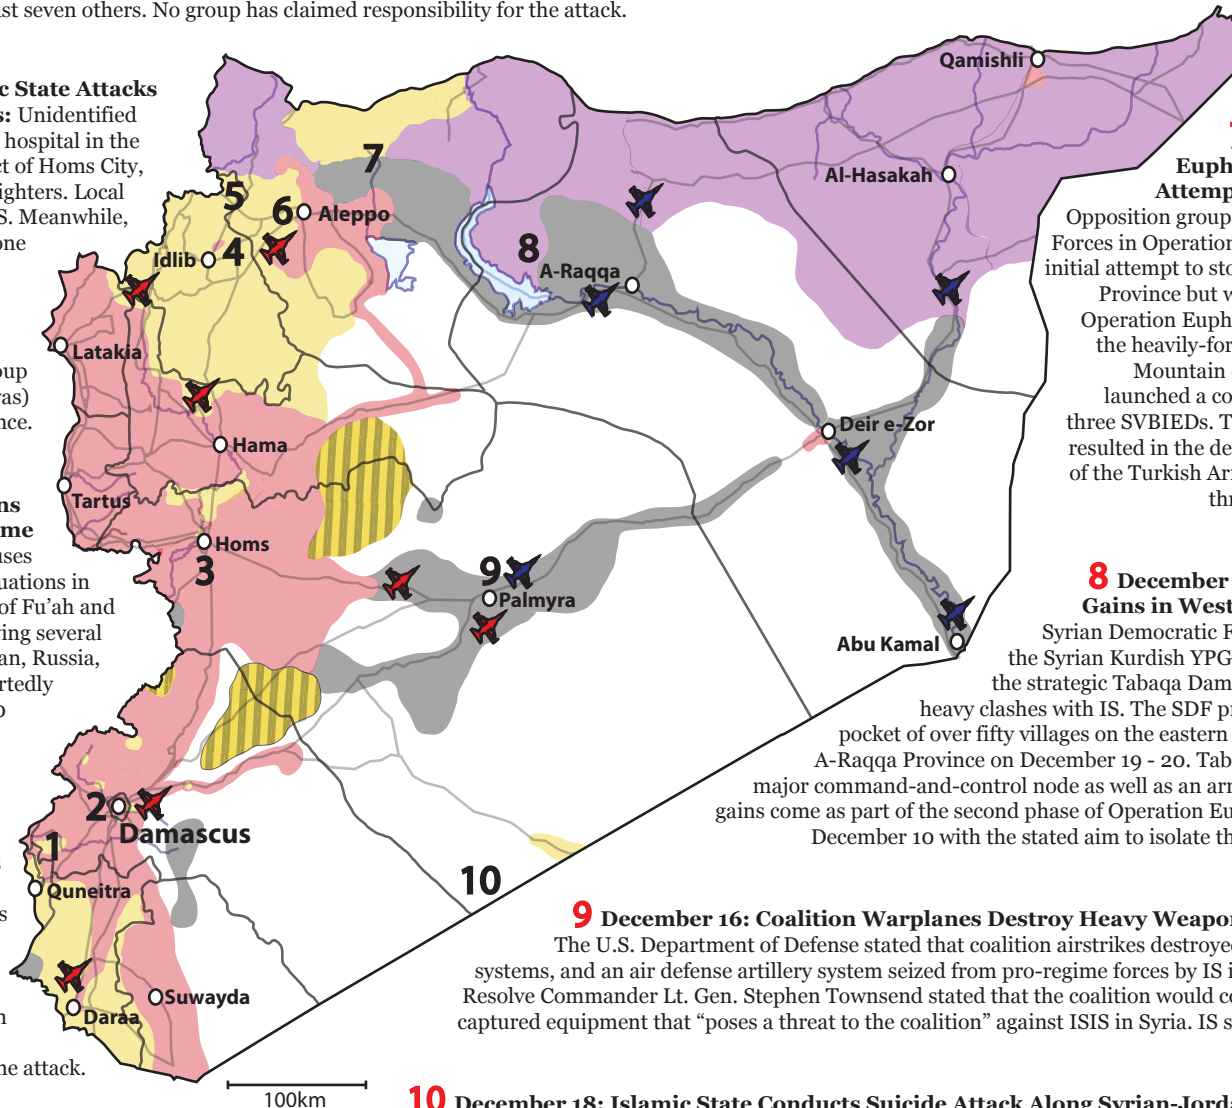 ast seven others. No group has claimed responsibility for the attack.
c State Attacks
s: Unidentified
hospital in the
ct of Homs City,
ighters. Local
S. Meanwhile,
one
oup
as)
nce.
ns
me
uses
uations in
of Fu’ah and
ving several
an, Russia,
rtedly
o
s
s
n
he attack.
Qamishli
Al-Hasakah
7
5
6
Aleppo
Idlib
4
8
A-Raqqa
Latakia
Deir e-Zor
Hama
Tartus
Homs
3
9
Palmyra
Abu Kamal
2
Damascus
1
Quneitra
10
Suwayda
Daraa
100km
Euph
Attemp
Opposition group
Forces in Operation
initial attempt to sto
Province but w
Operation Euph
the heavily-for
Mountain
launched a co
three SVBIEDs. T
resulted in the de
of the Turkish Ar
thr
8 December
Gains in West
Syrian Democratic F
the Syrian Kurdish YPG
the strategic Tabaqa Dam
heavy clashes with IS. The SDF pr
pocket of over fifty villages on the eastern
A-Raqqa Province on December 19 - 20. Tab
major command-and-control node as well as an arm
gains come as part of the second phase of Operation Eu
December 10 with the stated aim to isolate th
9 December 16: Coalition Warplanes Destroy Heavy Weapon
The U.S. Department of Defense stated that coalition airstrikes destroyed
systems, and an air defense artillery system seized from pro-regime forces by IS i
Resolve Commander Lt. Gen. Stephen Townsend stated that the coalition would co
captured equipment that “poses a threat to the coalition” against ISIS in Syria. IS s
10 December 18: Islamic State Conducts Suicide Attack Along Syrian-Jorda